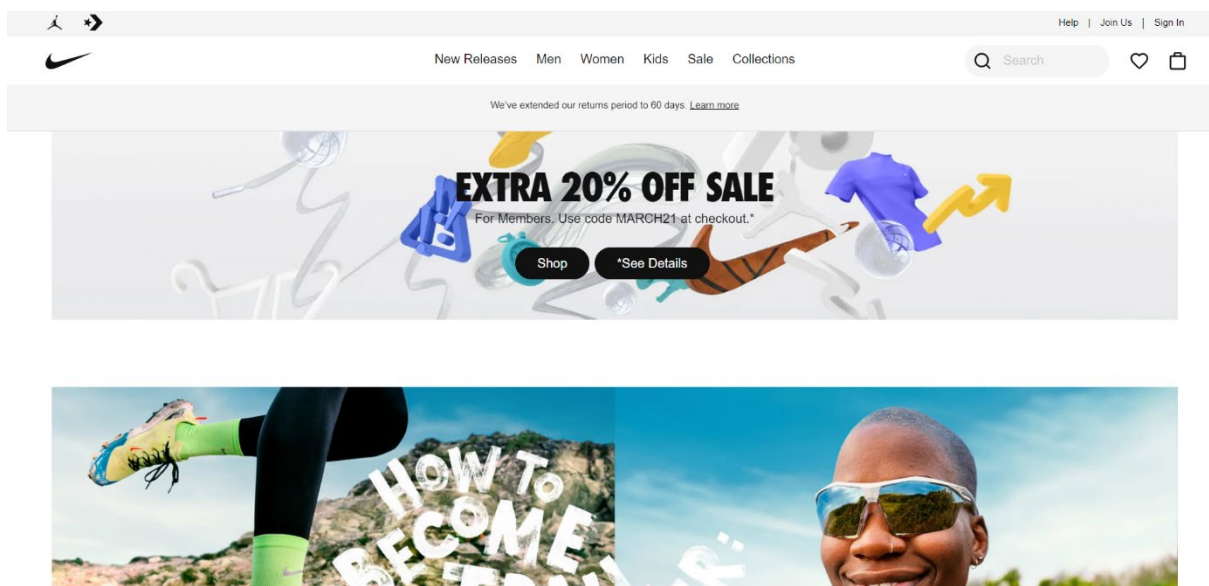 Help | Join Us | Sign In
New Releases Men Women Kids Sale Collections
Search
We've extended our returns period to 60 days. Learn more
EXTRA 20% OFF SALE
For Members. Use code MARCH21 at checkout.*
Shop *See Details
HOW TO
BECOME